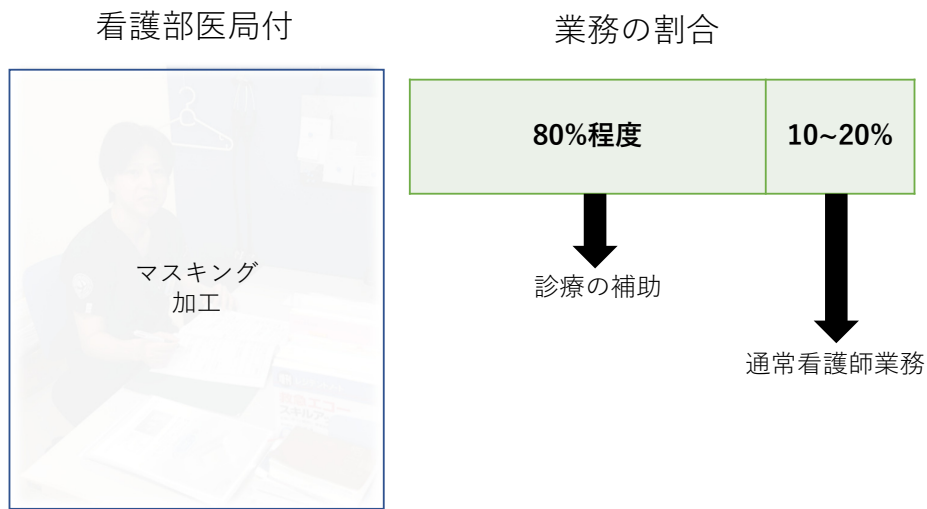 看護部医局付
業務の割合
80%程度
10~20%
マスキング
加工
診療の補助
通常看護師業務